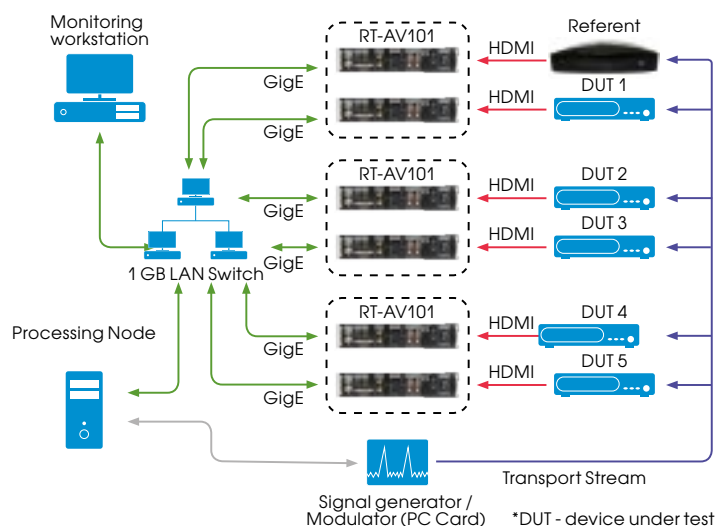 Monitoring
workstation
RT-AV101
Referent
HDMI
GigE
DUT 1
HDMI
GigE
RT-AV101
DUT 2
HDMI
GigE
DUT 3
HDMI
GigE
1 GB LAN Switch
RT-AV101
DUT 4
HDMI
GigE
DUT 5
HDMI
GigE
Processing Node
Transport Stream
Signal generator /
Modulator (PC Card)
*DUT - device under test